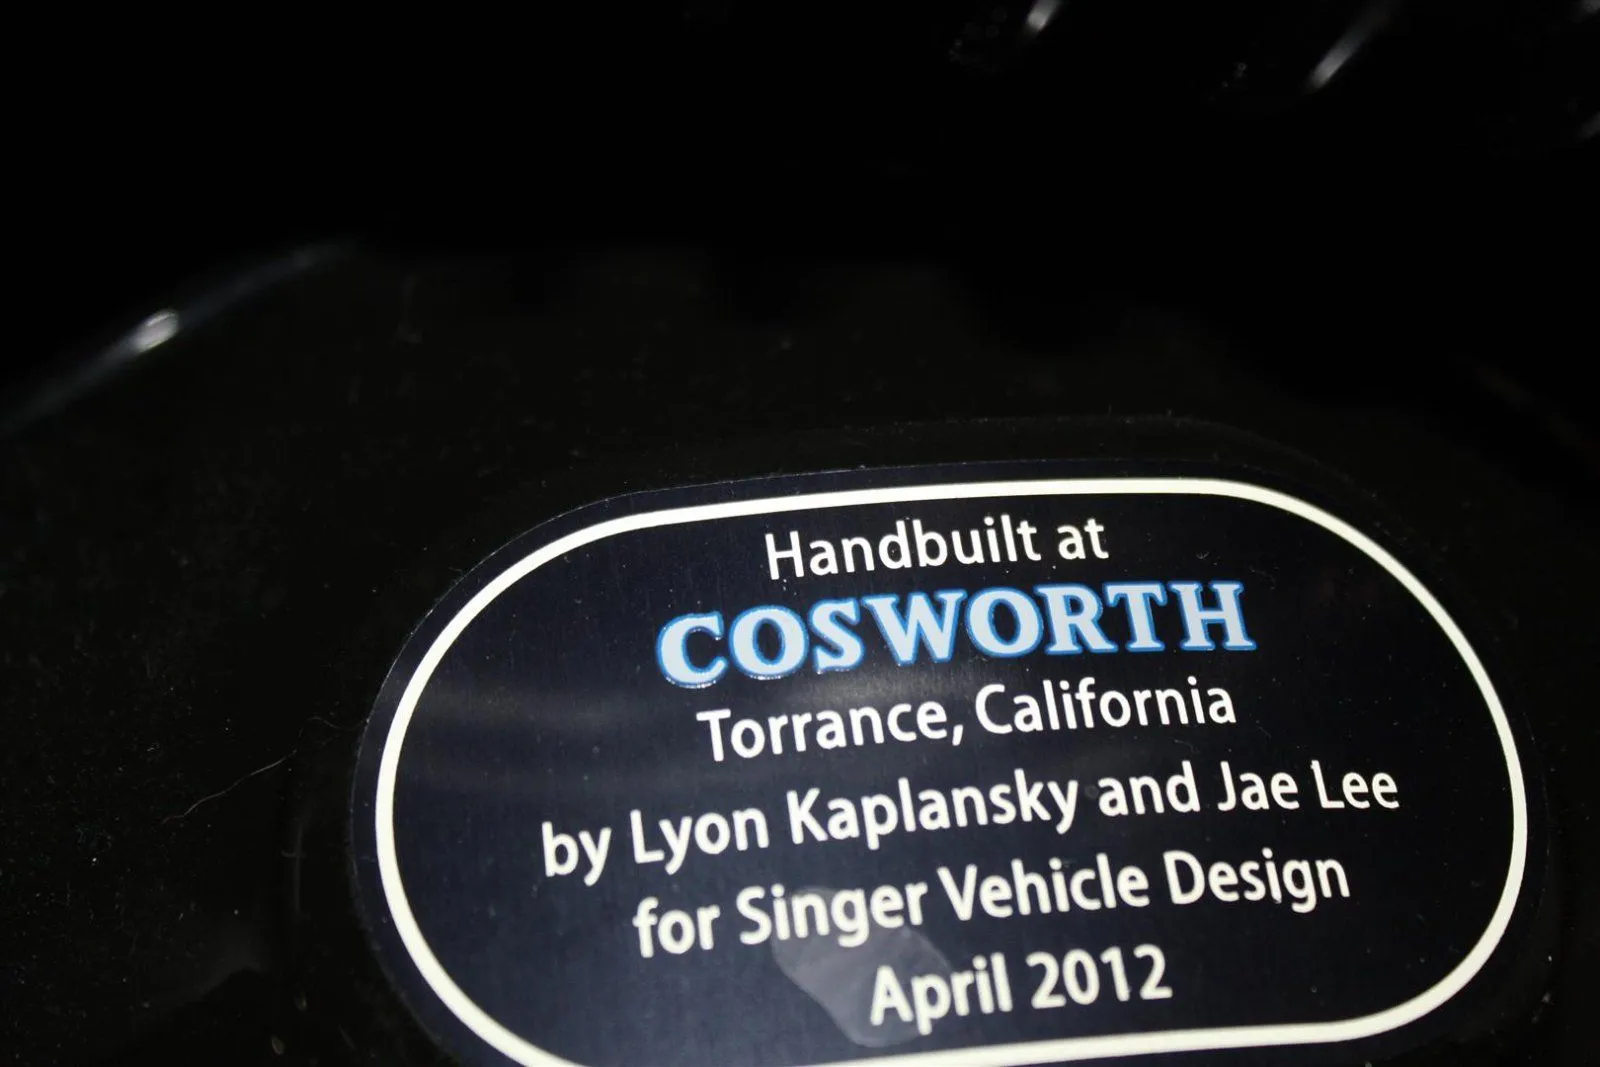 Handbuilt at
COSWORTH
Torrance, California
by Lyon Kaplansky and Jae Lee
for Singer Vehicle Design
April 2012